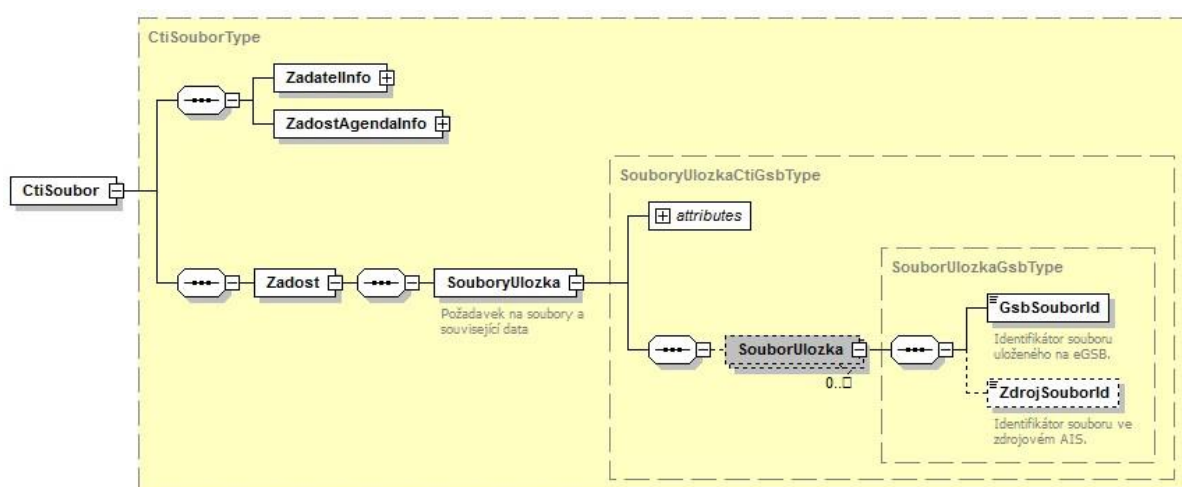 CtiSouborType
ZadatelInfo
ZadostAgendaInfo
CtiSoubor
SouboryUlozkaCtiGsbType
attributes
SouborUlozkaGsbType
Zadost
SouboryUlozka
Požadavek na soubory a
související data
GsbSouborId
Identifikátor souboru
uloženého na eGSB.
SouborUlozka
0..□
ZdrojSouborId
Identifikátor souboru ve
zdrojovém AIS.